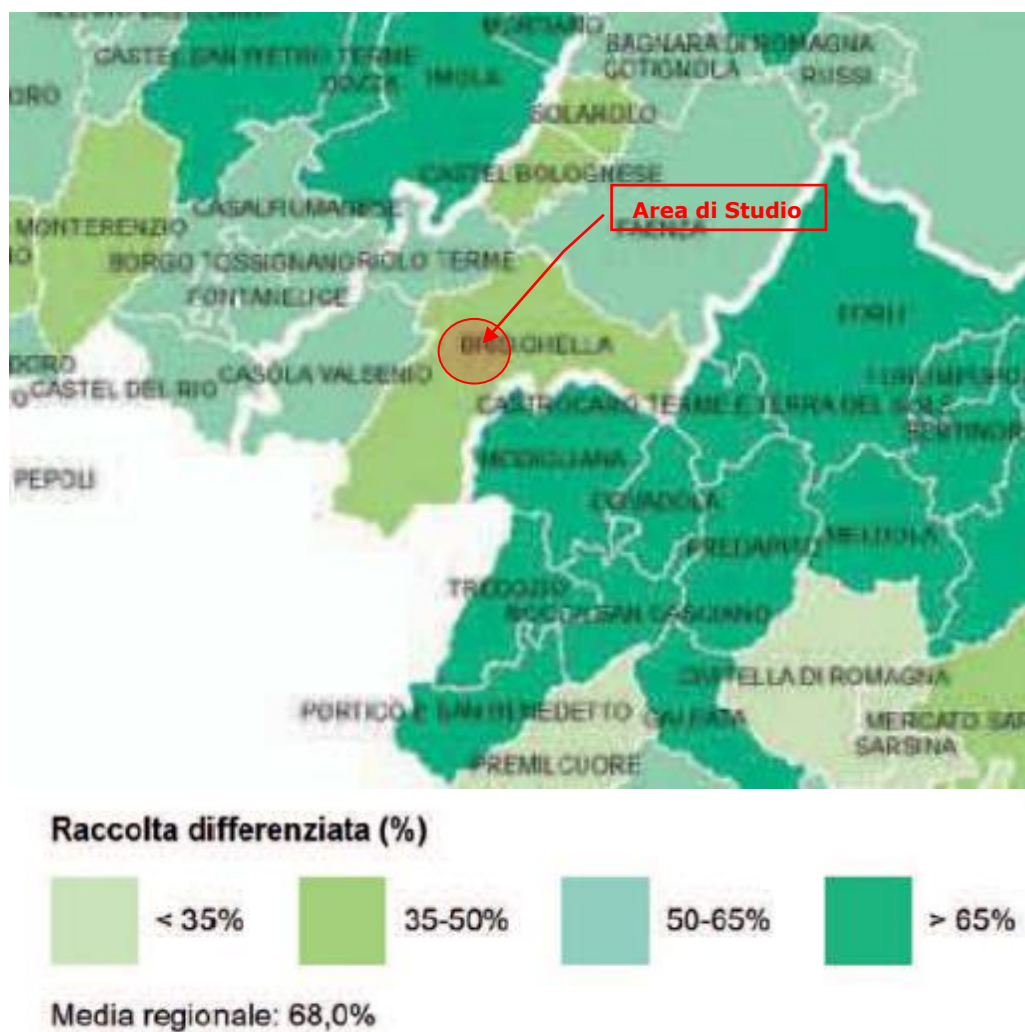 CASTEL SAN PIETRO TERME
DOZZA
IMOLA
MORDANO
BAGNARA DI ROMAGNA
COTIGNOLA
RUSSI
SOLAROLO
CASTEL BOLOGNESE
Area di Studio
FAENZA
MONTERENZIO
CASALFIUMANESE
BORGO TOSSIGNANO
RIOLO TERME
FONTANELICE
BRISIGHELLA
FORLI
CASTEL DEL RIO
CASOLA VALSENIO
CASTROCARO TERME E TERRA DEL SOLE
PEPOLI
MODIGLIANA
DOVADOLA
PREDAPPIO
MELDOLA
TREDOZIO
ROCCA SAN CASCIANO
CIVITELLA DI ROMAGNA
PORTICO E SAN BENEDETTO
GALEATA
MERCATO SAR
SARSINA
PREMILCUORE
Raccolta differenziata (%)
< 35%
35-50%
50-65%
> 65%
Media regionale: 68,0%